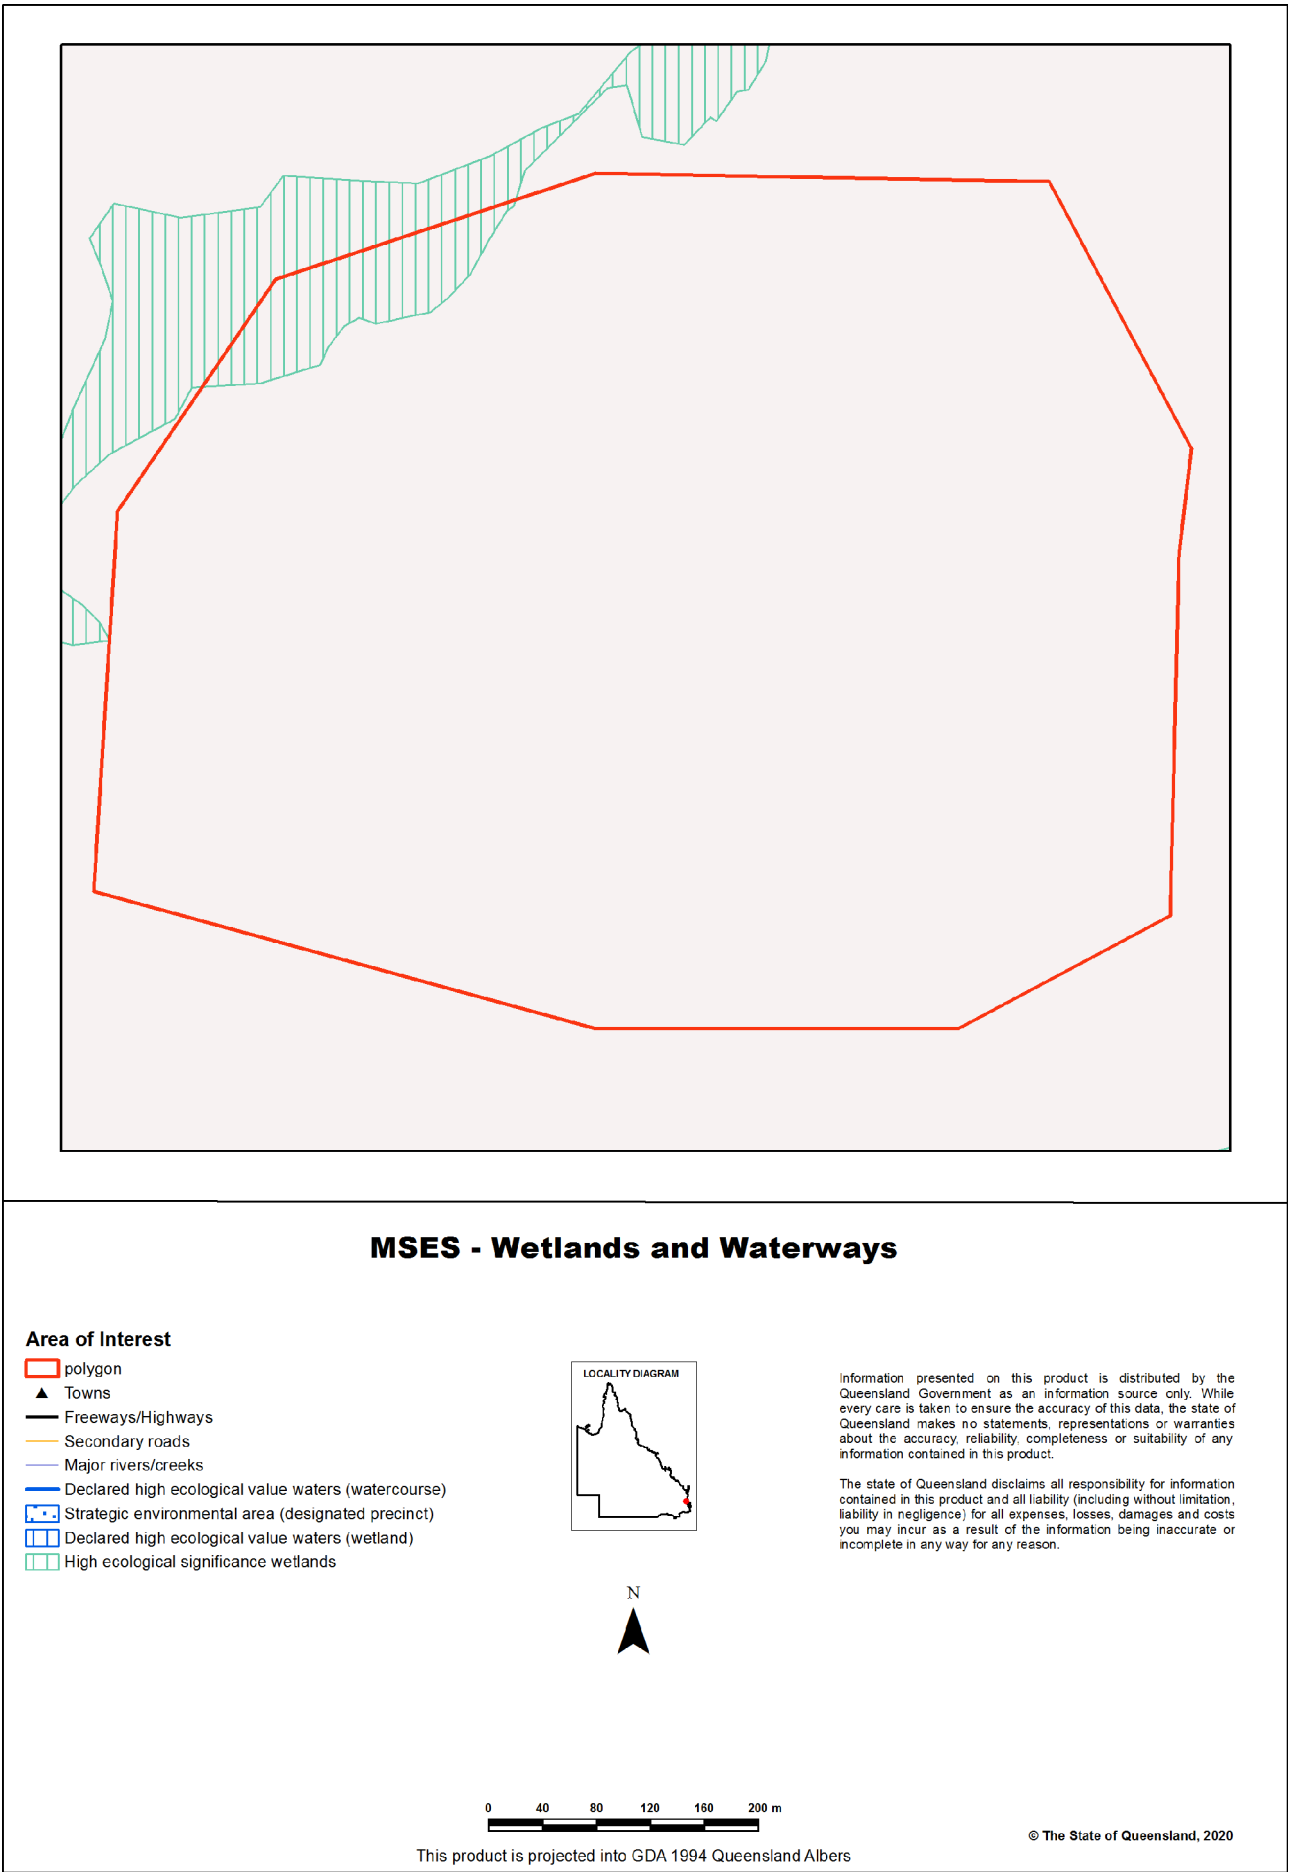 MSES - Wetlands and Waterways
Area of Interest
polygon
Towns
Freeways/Highways
Secondary roads
Major rivers/creeks
Declared high ecological value waters (watercourse)
Strategic environmental area (designated precinct)
Declared high ecological value waters (wetland)
High ecological significance wetlands
LOCALITY DIAGRAM
N
Information presented on this product is distributed by the
Queensland Government as an information source only. While
every care is taken to ensure the accuracy of this data, the state of
Queensland makes no statements, representations or warranties
about the accuracy, reliability, completeness or suitability of any
information contained in this product.
The state of Queensland disclaims all responsibility for information
contained in this product and all liability (including without limitation,
liability in negligence) for all expenses, losses, damages and costs
you may incur as a result of the information being inaccurate or
incomplete in any way for any reason.
0 40 80 120 160 200 m
This product is projected into GDA 1994 Queensland Albers
© The State of Queensland, 2020